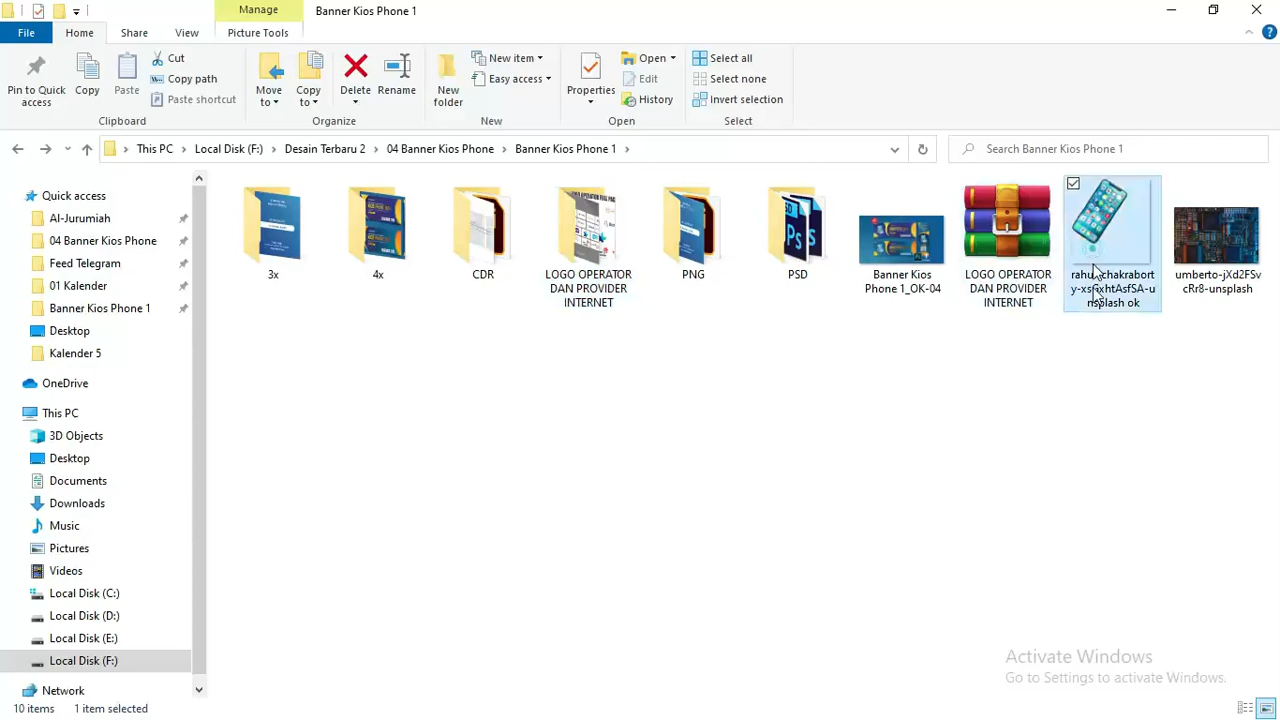 Manage
Banner Kios Phone 1
File
Home
Share
View
Picture Tools
Pin to Quick access
Copy
Paste
Cut
Copy path
Paste shortcut
Clipboard
Move to
Copy to
Delete
Rename
Organize
New folder
New item
Easy access
New
Properties
Open
Edit
History
Open
Select all
Select none
Invert selection
Select
This PC
Local Disk (F:)
Desain Terbaru 2
04 Banner Kios Phone
Banner Kios Phone 1
Search Banner Kios Phone 1
Quick access
Al-Jurumiah
04 Banner Kios Phone
Feed Telegram
01 Kalender
Banner Kios Phone 1
Desktop
Kalender 5
OneDrive
This PC
3D Objects
Desktop
Documents
Downloads
Music
Pictures
Videos
Local Disk (C:)
Local Disk (D:)
Local Disk (E:)
Local Disk (F:)
Network
3x
4x
CDR
LOGO OPERATOR
DAN PROVIDER
INTERNET
PNG
PSD
Banner Kios
Phone 1_OK-04
LOGO OPERATOR
DAN PROVIDER
INTERNET
nsplash ok
umberto-jXd2FSv
cRr8-unsplash
Activate Windows
Go to Settings to activate Windows.
10 items
1 item selected